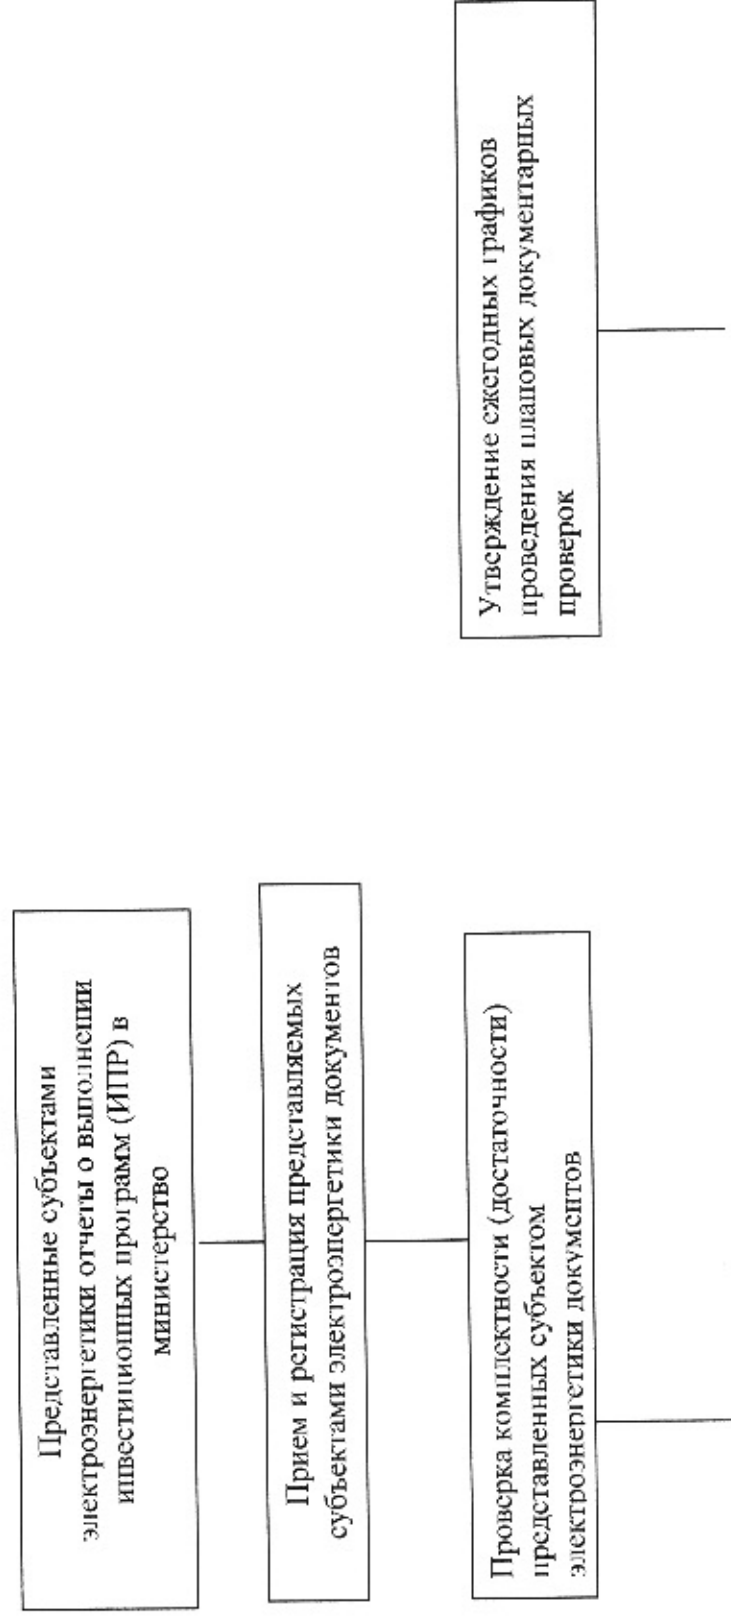 Представленные субъектами
электроэнергетики отчеты о выполнении
инвестиционных программ (ИПР) в
министерство
Прием и регистрация представляемых
субъектами электроэнергетики документов
Проверка комплектности (достаточности)
представленных субъектом
электроэнергетики документов
Утверждение ежегодных графиков
проведения плановых документарных
проверок